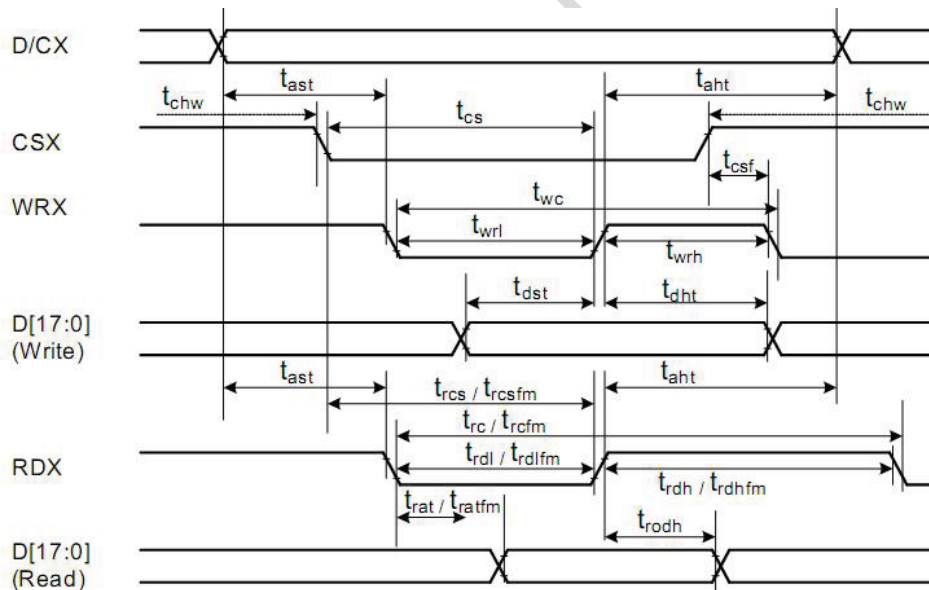 D/CX
t_ast
t_aht
t_chw
t_chw
t_cs
CSX
t_csf
WRX
t_wc
t_wrl
t_wrh
t_dst
t_dht
D[17:0]
(Write)
t_ast
t_aht
t_rcs / t_rcsfm
t_rc / t_rcfm
RDX
t_rdl / t_rdlfm
t_rdh / t_rdhfm
t_rat / t_ratfm
t_rodh
D[17:0]
(Read)